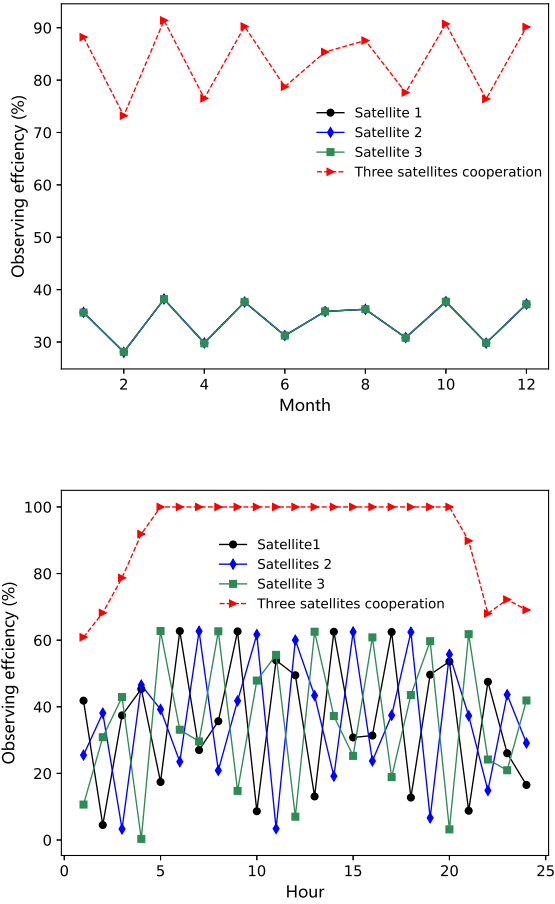 90
80
70
60
50
40
30
Observing effciency (%)
Satellite 1
Satellite 2
Satellite 3
Three satellites cooperation
2 4 6 8 10 12
Month
100
80
60
40
20
0
Observing effciency (%)
Satellite1
Satellites 2
Satellite 3
Three satellites cooperation
0 5 10 15 20 25
Hour